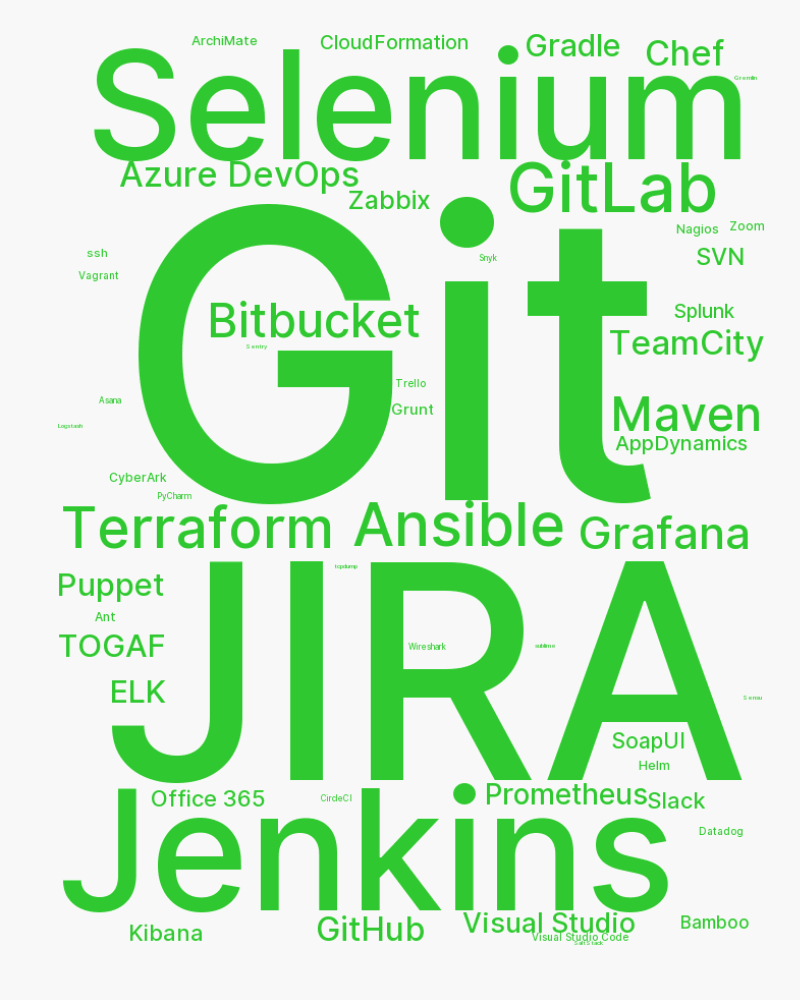 ArchiMate
CloudFormation
Gradle
Chef
Selenium
Gremlin
Azure DevOps
Zabbix
GitLab
Nagios
Zoom
ssh
Snyk
SVN
Vagrant
Git
Splunk
Bitbucket
TeamCity
Sentry
Trello
Asana
Grunt
Maven
Logstash
AppDynamics
CyberArk
PyCharm
Terraform
Ansible
Grafana
tcpdump
Puppet
JIRA
Ant
TOGAF
Wireshark
sublime
ELK
Sensu
SoapUI
Helm
Office 365
CircleCI
Prometheus
Slack
Jenkins
Datadog
Kibana
GitHub
Visual Studio
Bamboo
Visual Studio Code
SaltStack